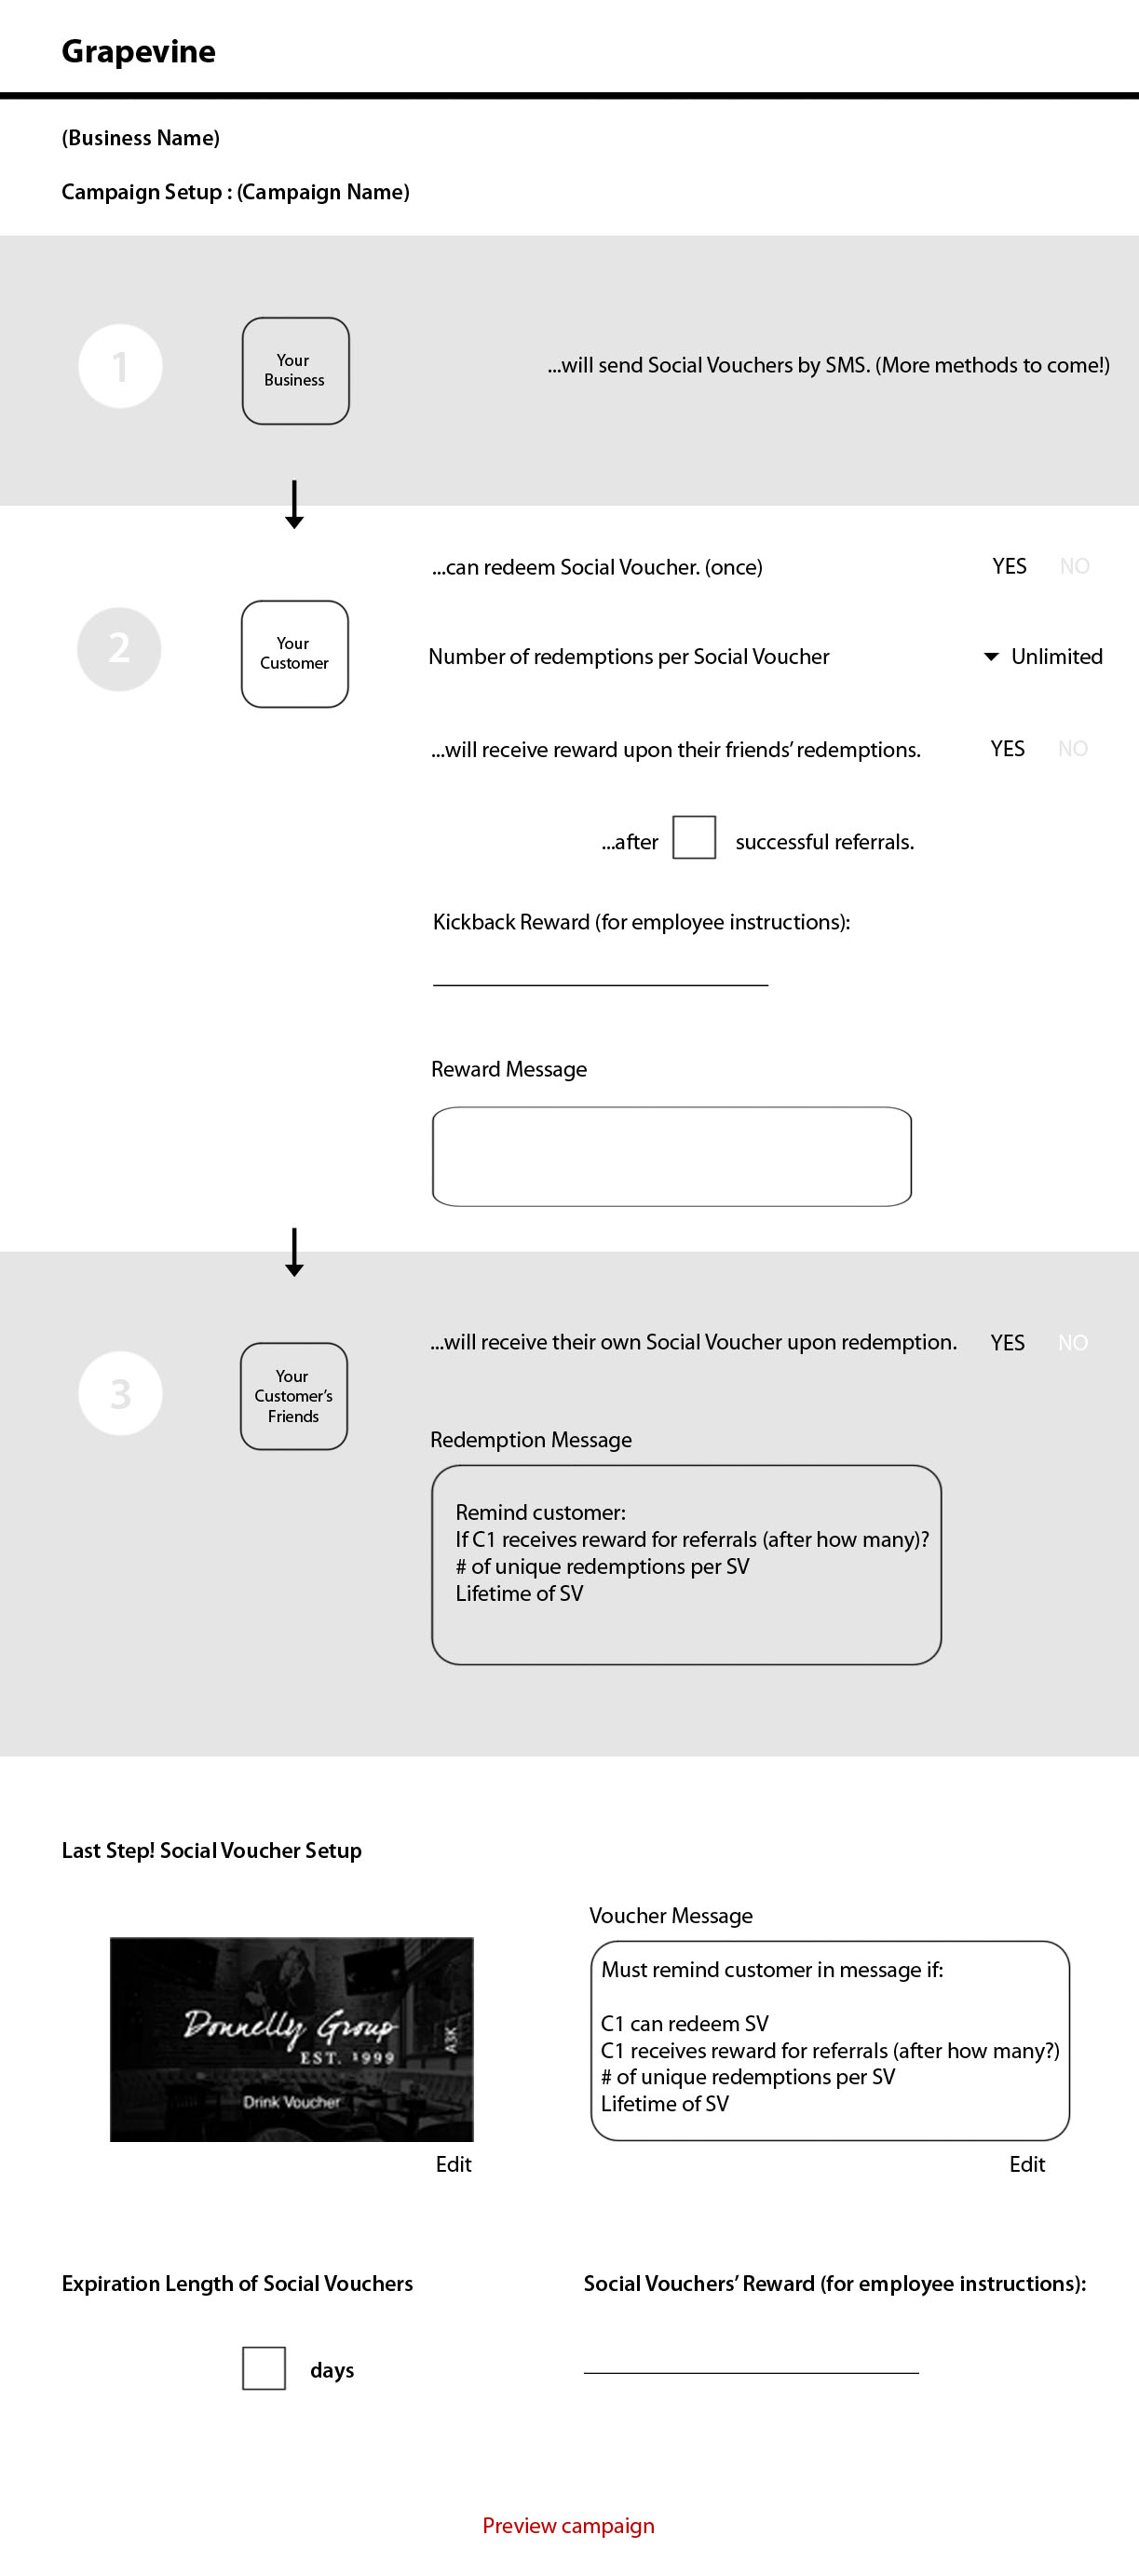 Grapevine
(Business Name)
Campaign Setup : (Campaign Name)
1
Your
Business
...will send Social Vouchers by SMS. (More methods to come!)
...can redeem Social Voucher. (once) YES NO
2
Your
Customer
Number of redemptions per Social Voucher Unlimited
...will receive reward upon their friends’ redemptions. YES NO
...after successful referrals.
Kickback Reward (for employee instructions):
Reward Message
...will receive their own Social Voucher upon redemption. YES NO
3
Your
Customer’s
Friends
Redemption Message
Remind customer:
If C1 receives reward for referrals (after how many)?
# of unique redemptions per SV
Lifetime of SV
Last Step! Social Voucher Setup
Donnelly Group
EST. 1999
A3K
Drink Voucher
Edit
Voucher Message
Must remind customer in message if:
C1 can redeem SV
C1 receives reward for referrals (after how many?)
# of unique redemptions per SV
Lifetime of SV
Edit
Expiration Length of Social Vouchers
days
Social Vouchers’ Reward (for employee instructions):
Preview campaign